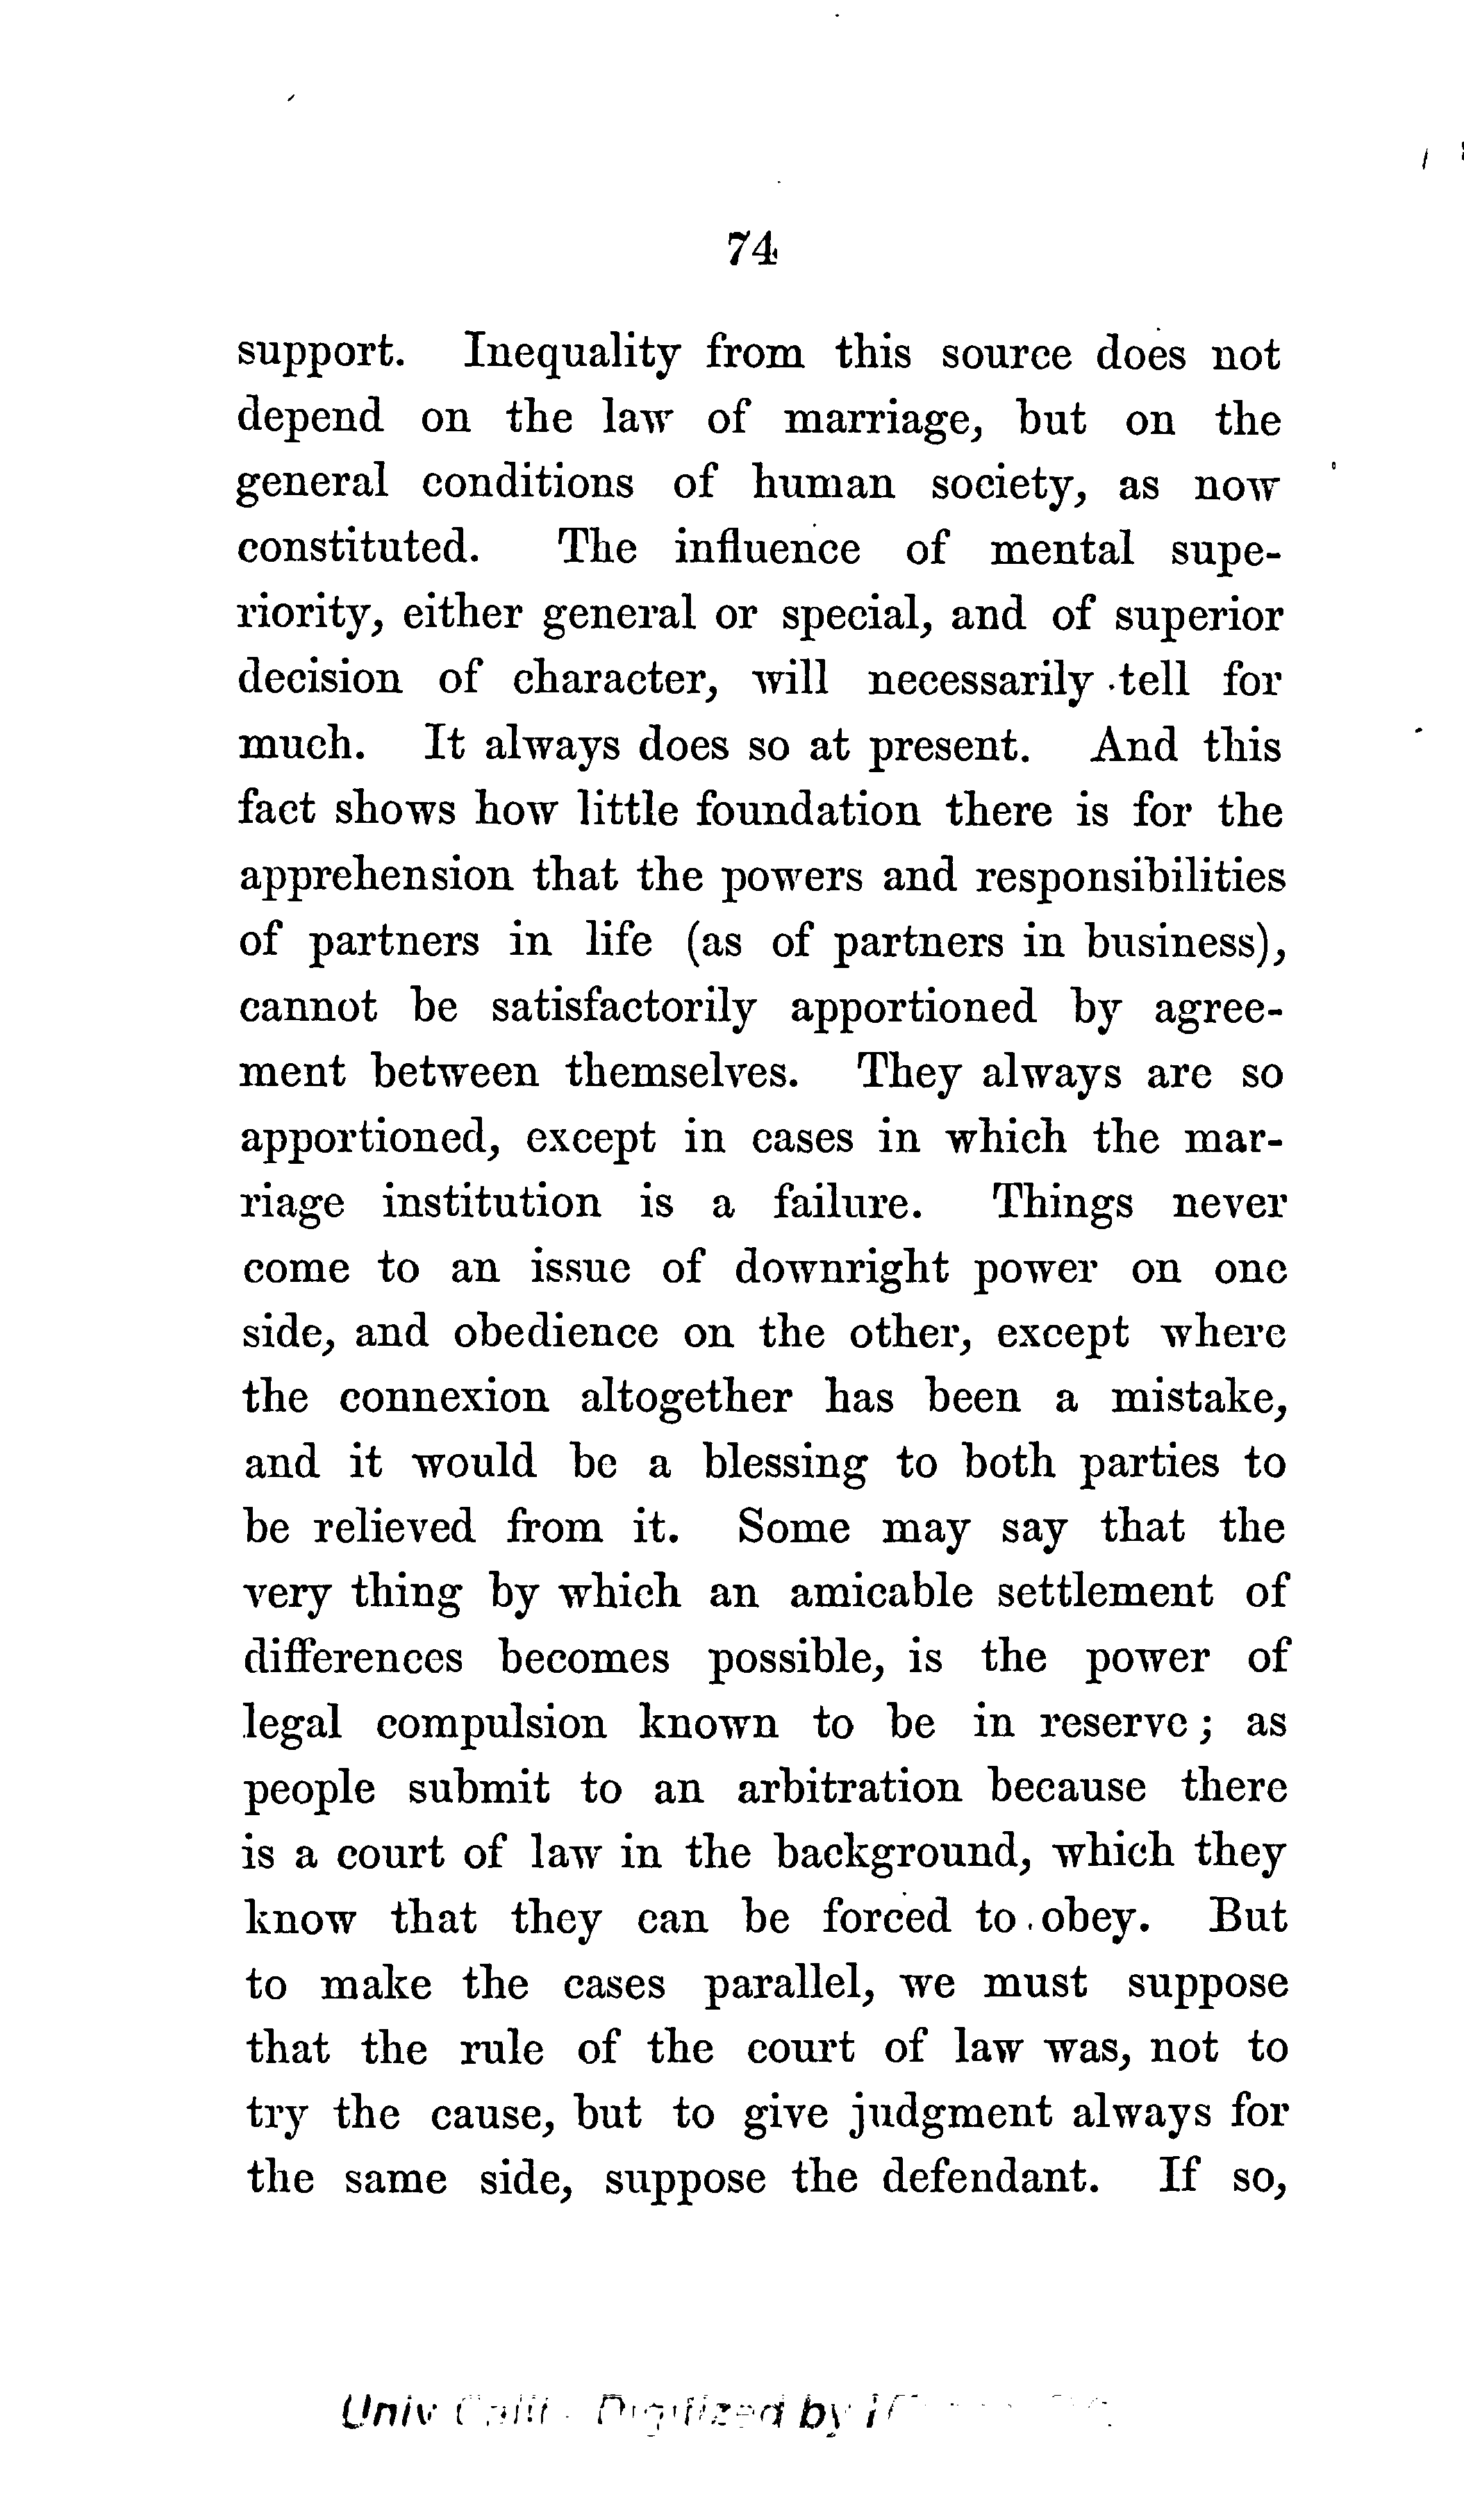 74
support. Inequality from this source does not
depend on the law of marriage, but on the
general conditions of human society, as now
constituted. The influence of mental supe-
riority, either general or special, and of superior
decision of character, will necessarily tell for
much. It always does so at present. And this
fact shows how little foundation there is for the
apprehension that the powers and responsibilities
of partners in life (as of partners in business),
cannot be satisfactorily apportioned by agree-
ment between themselves. They always are so
apportioned, except in cases in which the mar-
riage institution is a failure. Things never
come to an issue of downright power on one
side, and obedience on the other, except where
the connexion altogether has been a mistake,
and it would be a blessing to both parties to
be relieved from it. Some may say that the
very thing by which an amicable settlement of
differences becomes possible, is the power of
legal compulsion known to be in reserve; as
people submit to an arbitration because there
is a court of law in the background, which they
know that they can be forced to obey. But
to make the cases parallel, we must suppose
that the rule of the court of law was, not to
try the cause, but to give judgment always for
the same side, suppose the defendant. If so,
Univ Calif - Digitized by